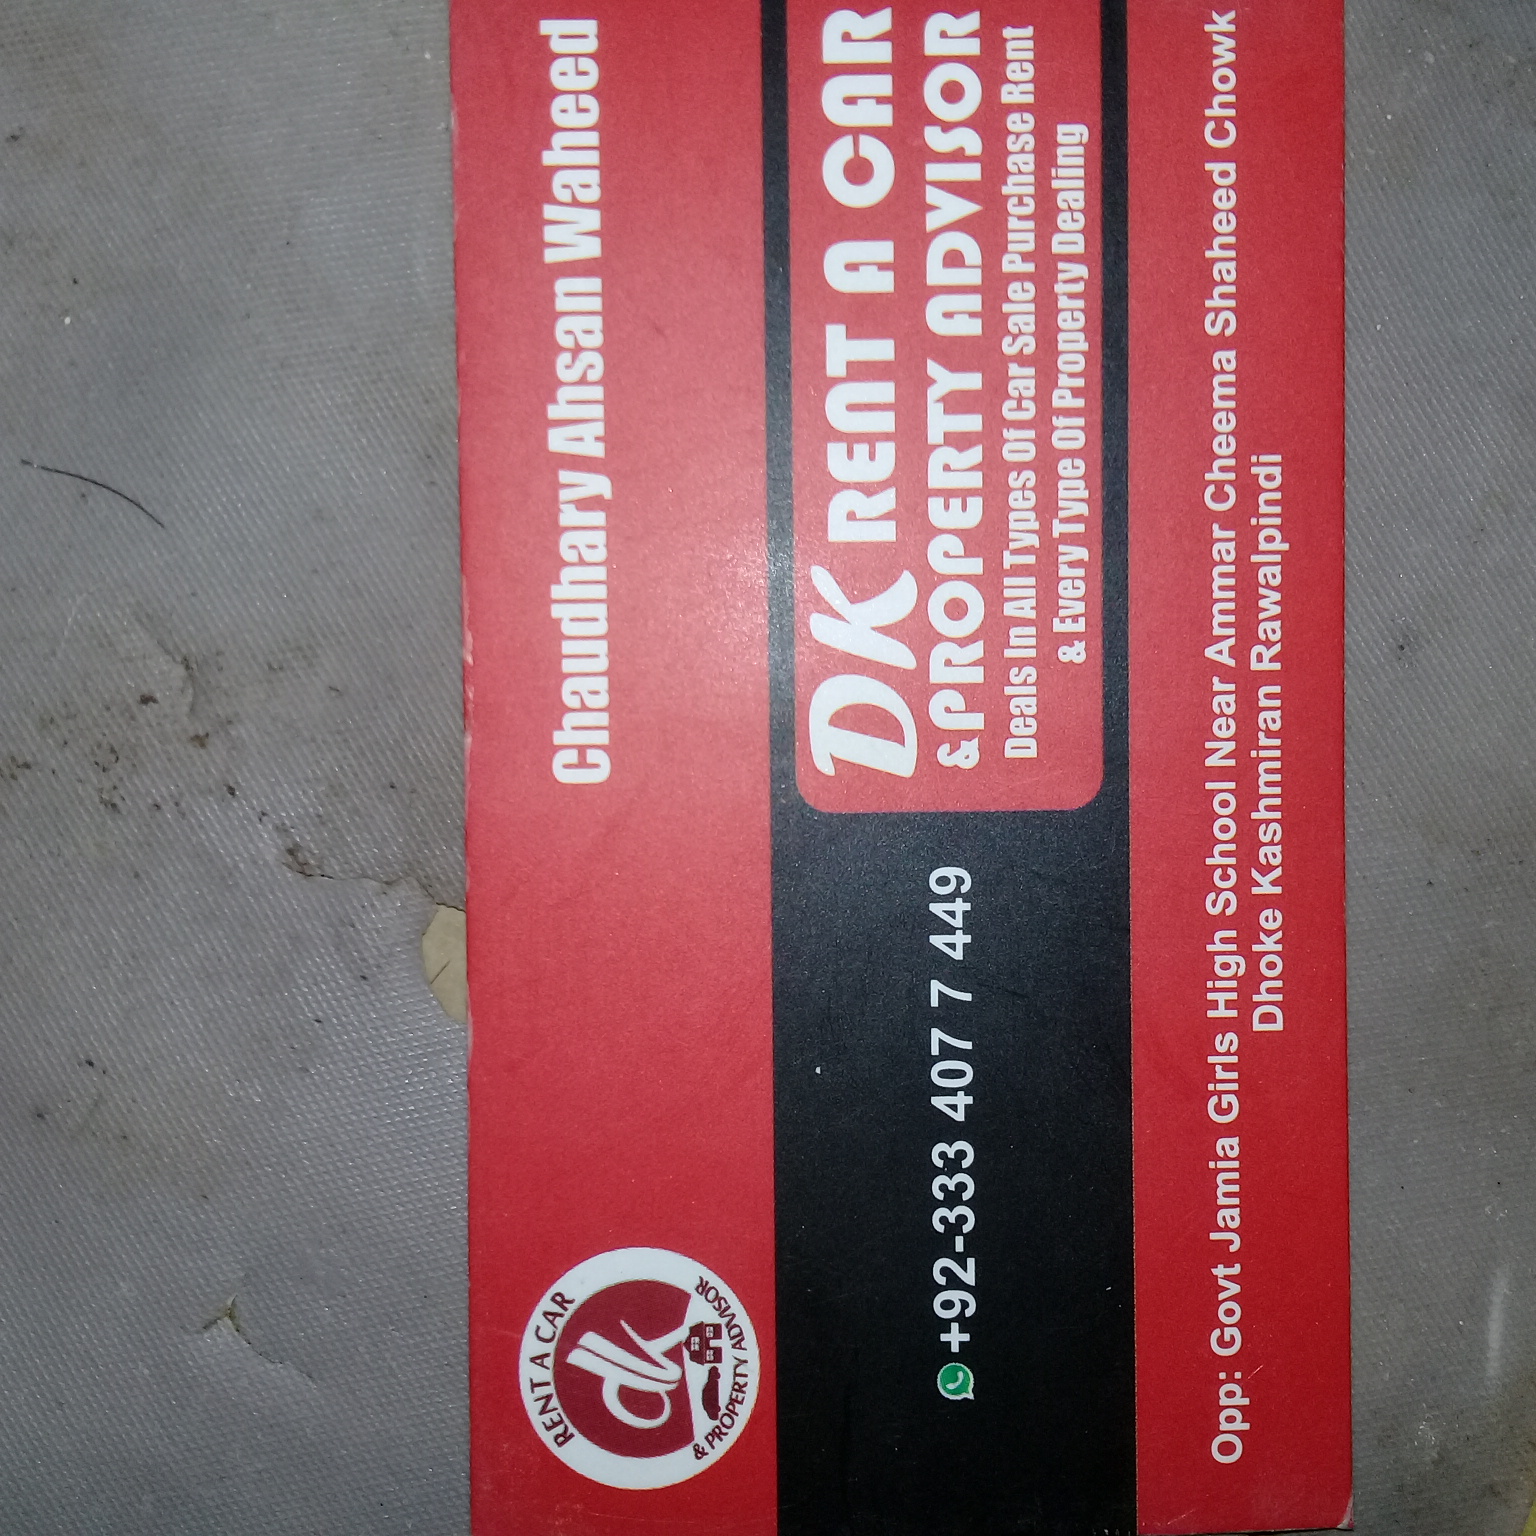 Chaudhary Ahsan Waheed
RENT A CAR
dk
& PROPERTY ADVISOR
DK RENT A CAR
& PROPERTY ADVISOR
Deals In All Types Of Car Sale Purchase Rent
& Every Type Of Property Dealing
+92-333 407 7 449
Opp: Govt Jamia Girls High School Near Ammar Cheema Shaheed Chowk
Dhoke Kashmiran Rawalpindi